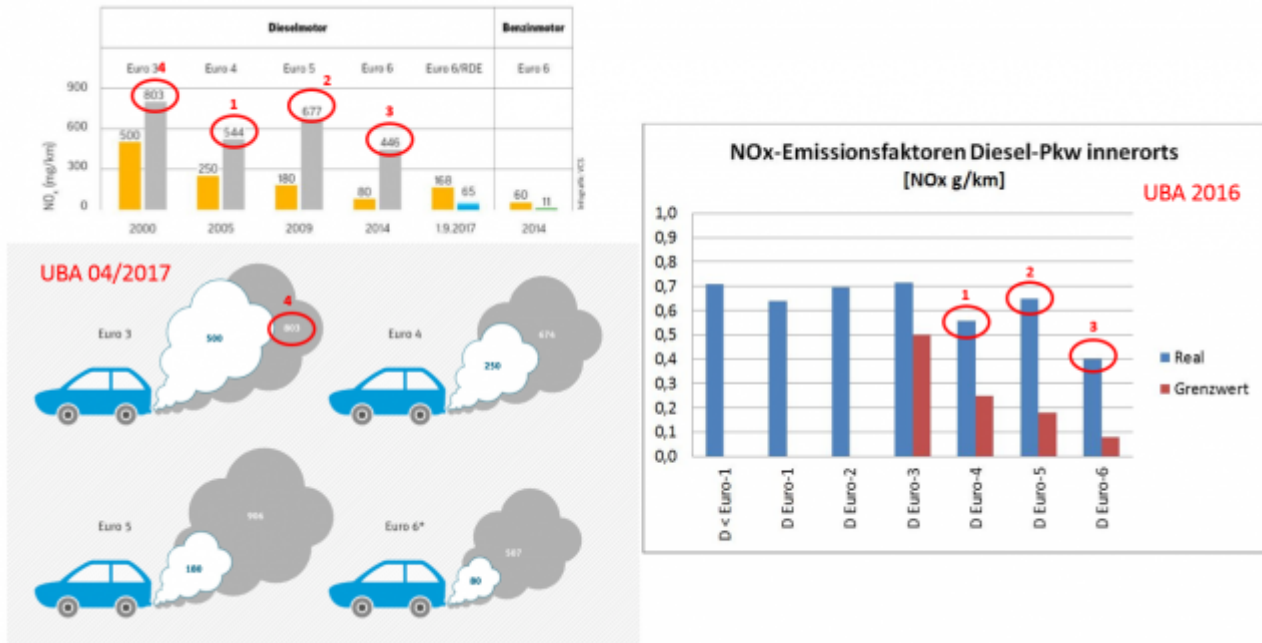 Dieselmotor Benzinmotor
Euro 3 4 Euro 4 Euro 5 2 Euro 6 Euro 6/RDE Euro 6
1 3
NOx (mg/km)
900
600
300
0
803
500
544
250
677
180
446
80
168
65
60
11
2000 2005 2009 2014 1.9.2017 2014
Infografik: VCS
UBA 04/2017
4
Euro 3
500
803
Euro 4
250
674
Euro 5
180
906
Euro 6*
80
507
NOx-Emissionsfaktoren Diesel-Pkw innerorts
[NOx g/km]
UBA 2016
1,0
0,9
0,8
0,7
0,6
0,5
0,4
0,3
0,2
0,1
0,0
1
2
3
D < Euro-1
D Euro-1
D Euro-2
D Euro-3
D Euro-4
D Euro-5
D Euro-6
Real
Grenzwert